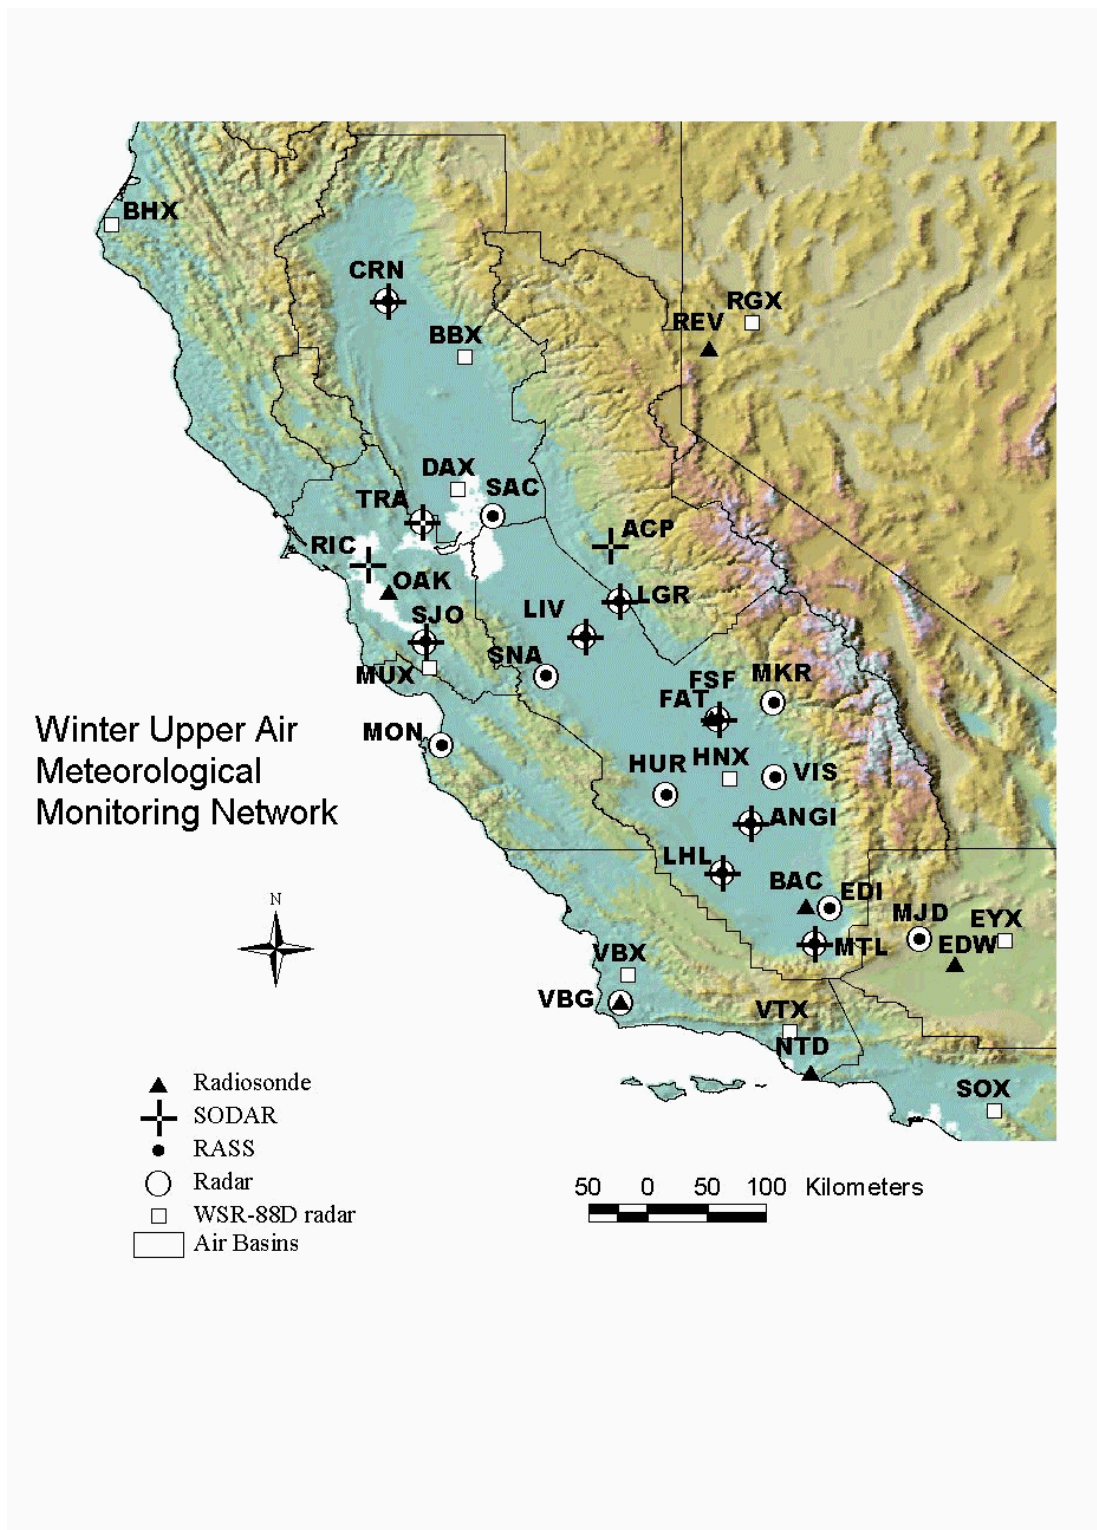 BHX
CRN
RGX
REV
BBX
DAX
SAC
TRA
ACP
RIC
OAK
LGR
LIV
SJO
SNA
MUX
MKR
FSF
FAT
Winter Upper Air
Meteorological
Monitoring Network
MON
HNX
HUR
VIS
ANGI
LHL
BAC
EDI
MJD
EYX
N
MTL
EDW
VBX
VBG
VTX
NTD
SOX
Radiosonde
SODAR
RASS
Radar
WSR-88D radar
Air Basins
50 0 50 100 Kilometers